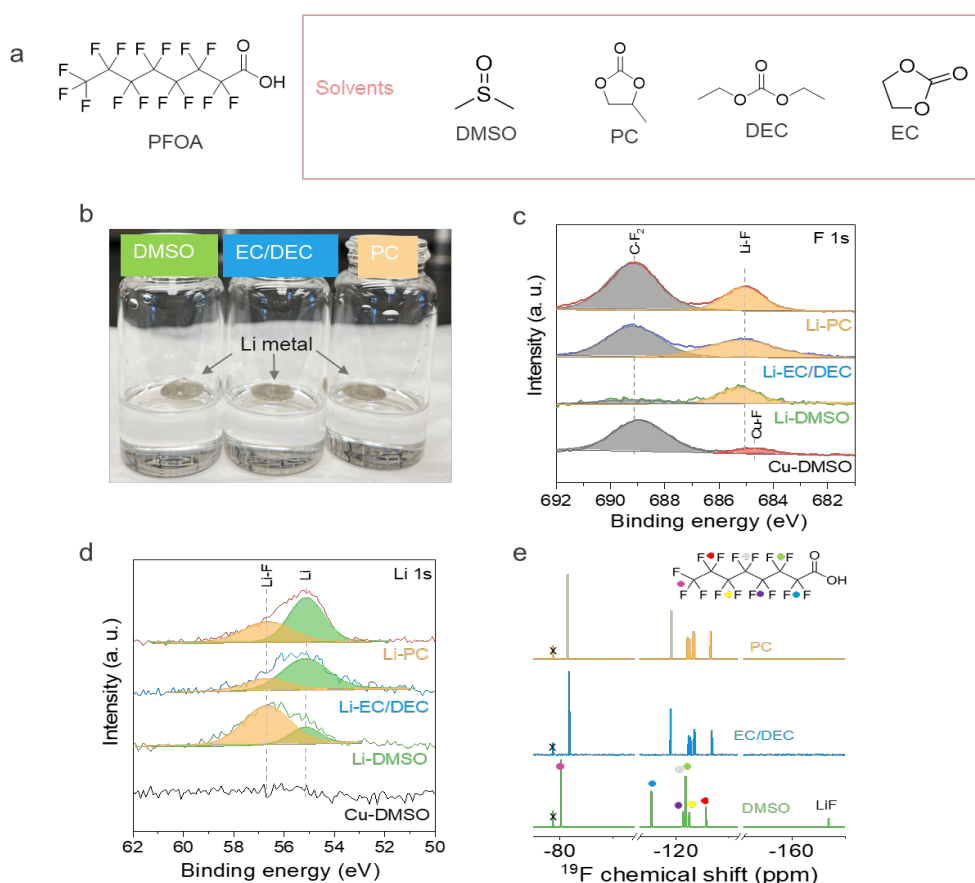 a
F F F F F F O
F
F
F F F F F F F OH
PFOA
Solvents
O
S
DMSO
O
O O
PC
O
O O
DEC
O
O
O
EC
b
DMSO EC/DEC PC
Li metal
c
C-F₂
Li-F
F 1s
Li-PC
Li-EC/DEC
Li-DMSO
Cu-F
Cu-DMSO
Intensity (a. u.)
692 690 688 686 684 682
Binding energy (eV)
d
Li-F
Li
Li 1s
Li-PC
Li-EC/DEC
Li-DMSO
Cu-DMSO
Intensity (a. u.)
62 60 58 56 54 52 50
Binding energy (eV)
e
F F F F F F O
F OH
F F F F F F F F
x PC
x EC/DEC
x DMSO LiF
-80 -120 -160
¹⁹F chemical shift (ppm)